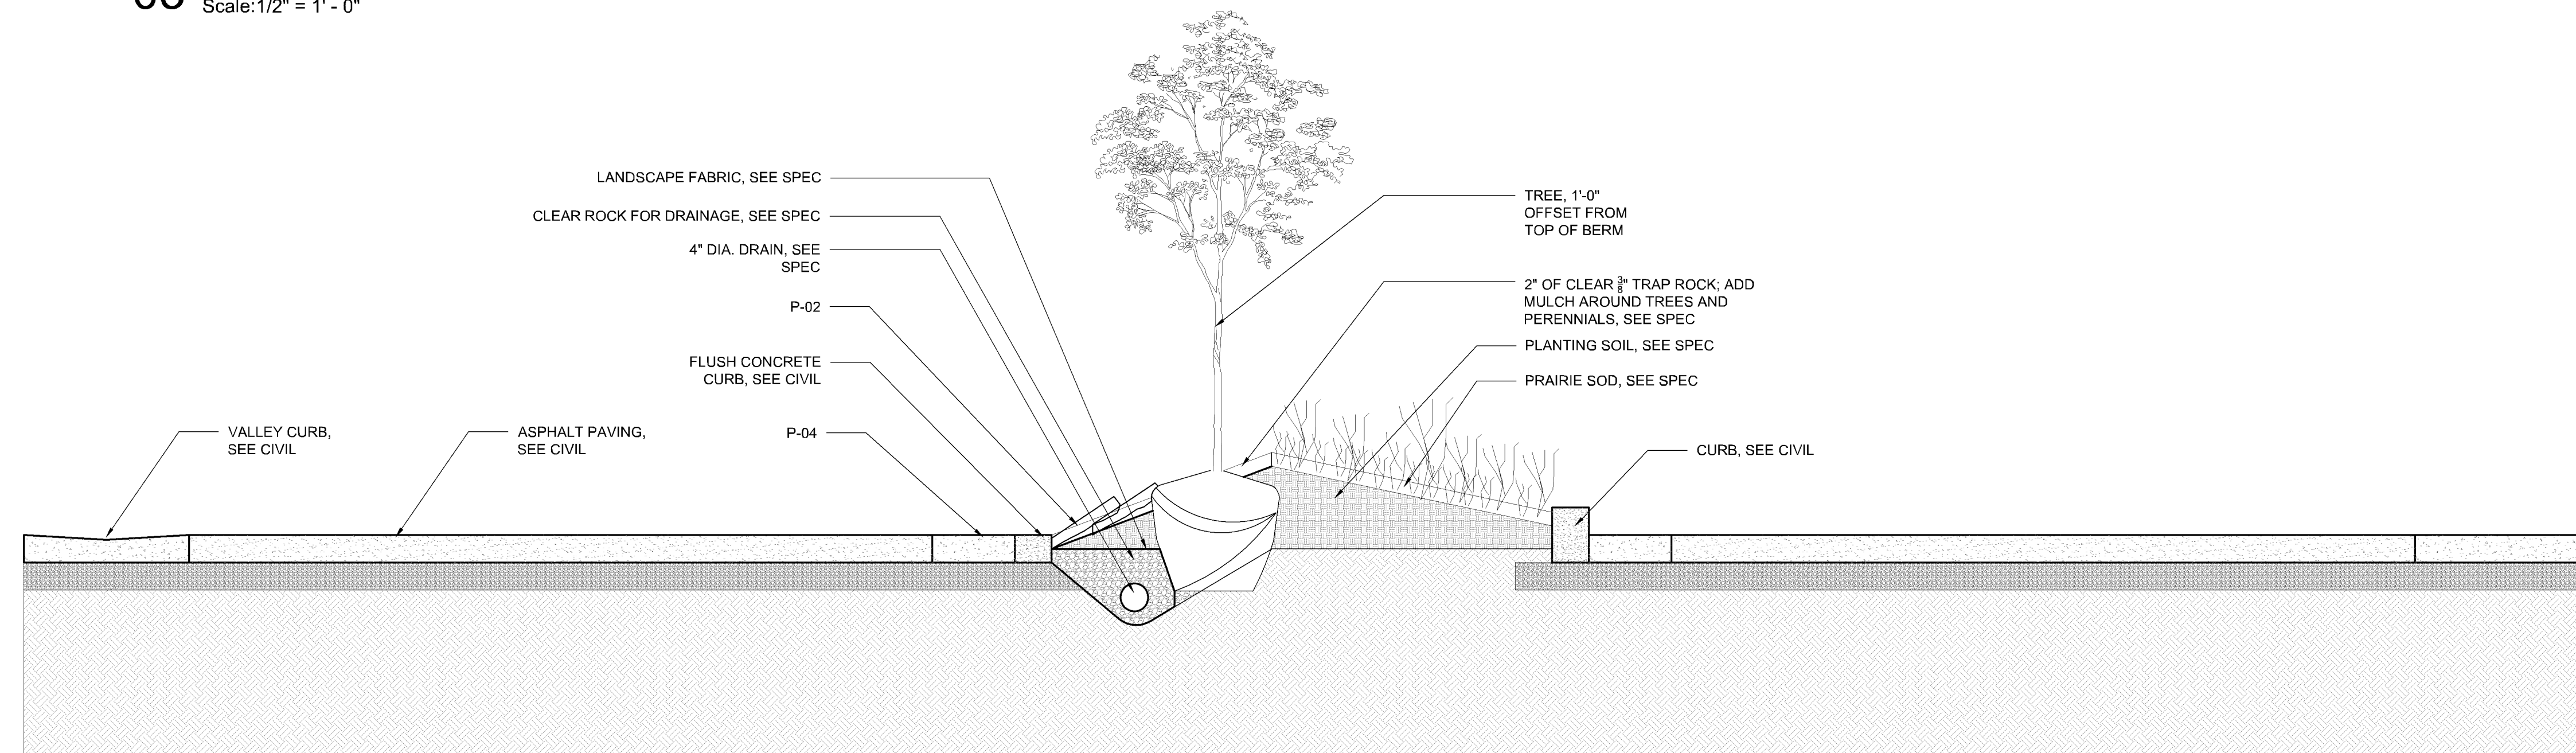 Scale:1/2" = 1' - 0"
LANDSCAPE FABRIC, SEE SPEC
CLEAR ROCK FOR DRAINAGE, SEE SPEC
4" DIA. DRAIN, SEE
SPEC
P-02
FLUSH CONCRETE
CURB, SEE CIVIL
P-04
VALLEY CURB,
SEE CIVIL
ASPHALT PAVING,
SEE CIVIL
TREE, 1'-0"
OFFSET FROM
TOP OF BERM
2" OF CLEAR 3/8" TRAP ROCK; ADD
MULCH AROUND TREES AND
PERENNIALS, SEE SPEC
PLANTING SOIL, SEE SPEC
PRAIRIE SOD, SEE SPEC
CURB, SEE CIVIL